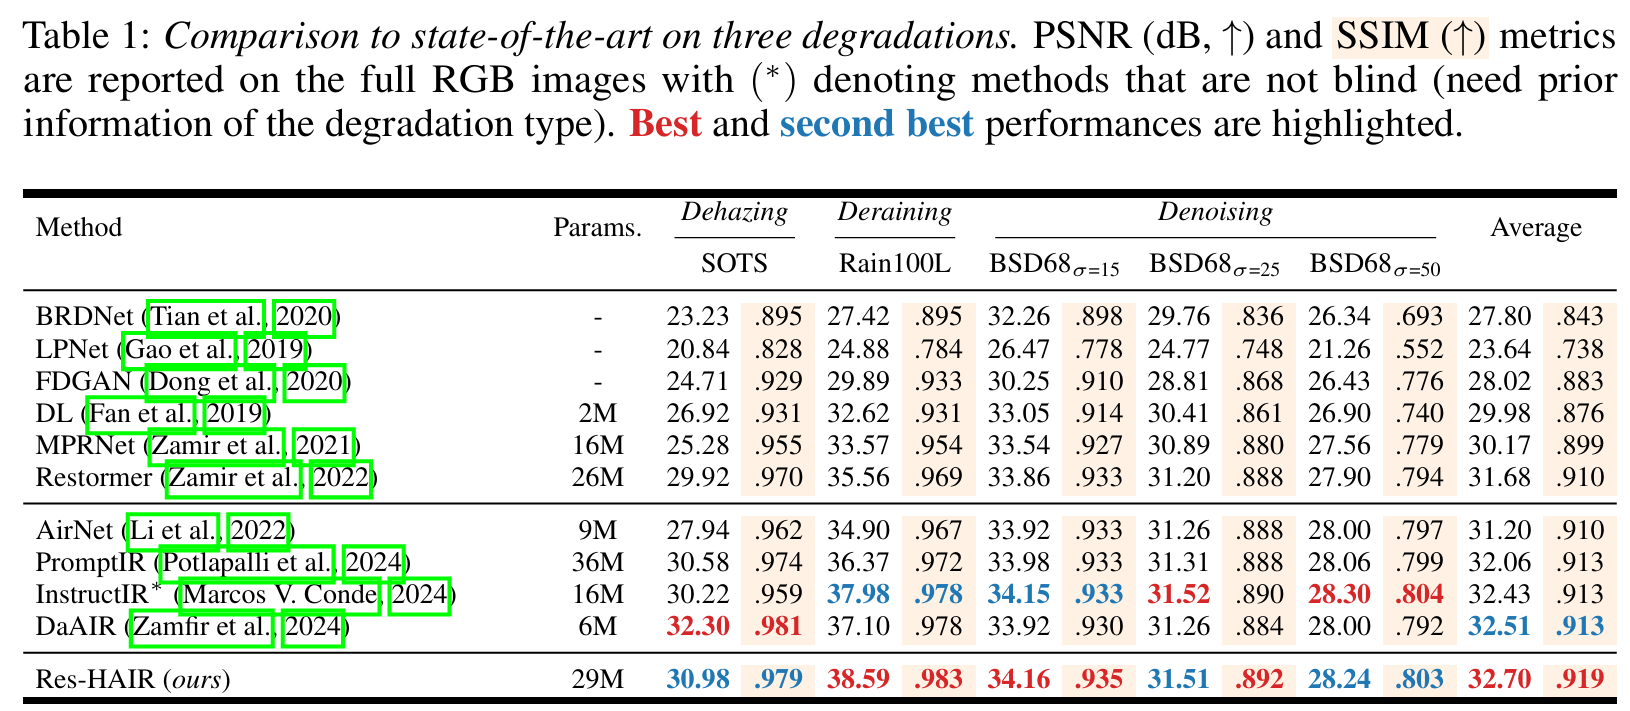 Table 1: Comparison to state-of-the-art on three degradations. PSNR (dB, ↑) and SSIM (↑) metrics
are reported on the full RGB images with (*) denoting methods that are not blind (need prior
information of the degradation type). Best and second best performances are highlighted.
Method Params. Dehazing Deraining Denoising Average
SOTS Rain100L BSD68σ=15 BSD68σ=25 BSD68σ=50
BRDNet (Tian et al., 2020) - 23.23 .895 27.42 .895 32.26 .898 29.76 .836 26.34 .693 27.80 .843
LPNet (Gao et al., 2019) - 20.84 .828 24.88 .784 26.47 .778 24.77 .748 21.26 .552 23.64 .738
FDGAN (Dong et al., 2020) - 24.71 .929 29.89 .933 30.25 .910 28.81 .868 26.43 .776 28.02 .883
DL (Fan et al., 2019) 2M 26.92 .931 32.62 .931 33.05 .914 30.41 .861 26.90 .740 29.98 .876
MPRNet (Zamir et al., 2021) 16M 25.28 .955 33.57 .954 33.54 .927 30.89 .880 27.56 .779 30.17 .899
Restormer (Zamir et al., 2022) 26M 29.92 .970 35.56 .969 33.86 .933 31.20 .888 27.90 .794 31.68 .910
AirNet (Li et al., 2022) 9M 27.94 .962 34.90 .967 33.92 .933 31.26 .888 28.00 .797 31.20 .910
PromptIR (Potlapalli et al., 2024) 36M 30.58 .974 36.37 .972 33.98 .933 31.31 .888 28.06 .799 32.06 .913
InstructIR* (Marcos V. Conde, 2024) 16M 30.22 .959 37.98 .978 34.15 .933 31.52 .890 28.30 .804 32.43 .913
DaAIR (Zamfir et al., 2024) 6M 32.30 .981 37.10 .978 33.92 .930 31.26 .884 28.00 .792 32.51 .913
Res-HAIR (ours) 29M 30.98 .979 38.59 .983 34.16 .935 31.51 .892 28.24 .803 32.70 .919